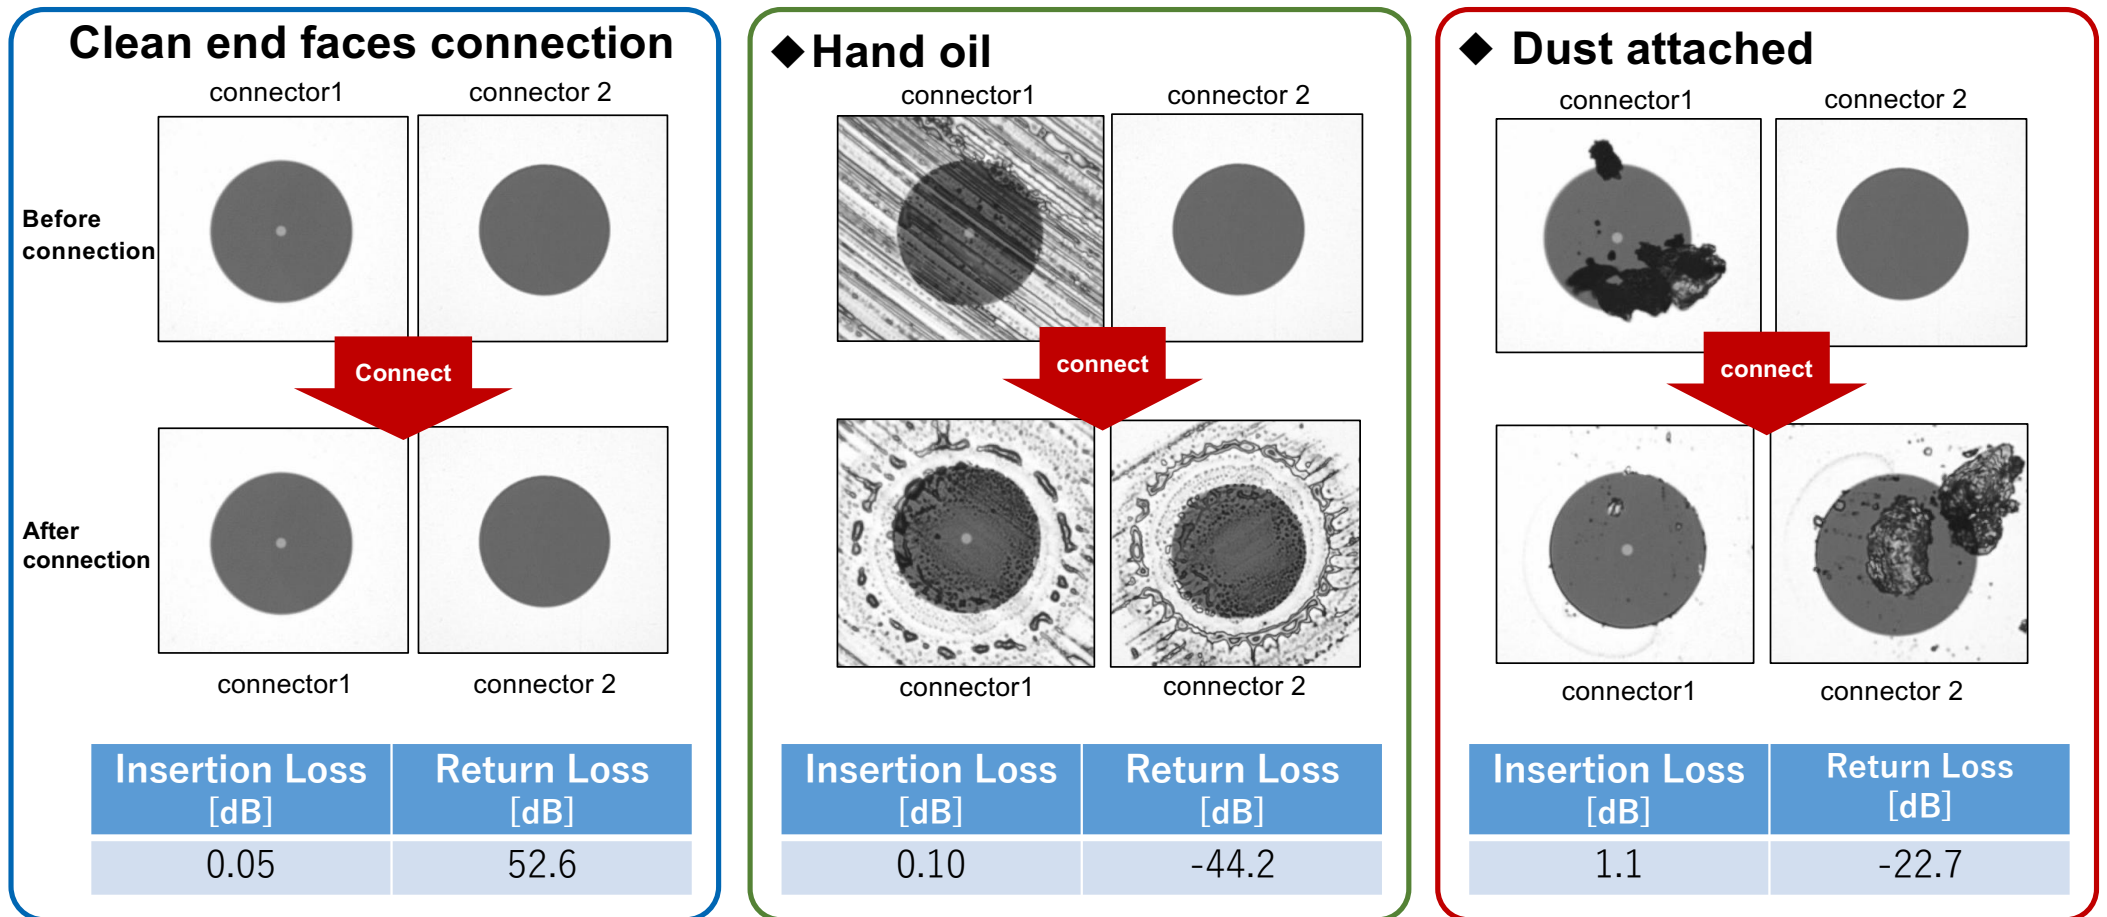 Clean end faces connection
connector1
connector 2
Before
connection
Connect
After
connection
connector1
connector 2
Insertion Loss
[dB]
Return Loss
[dB]
0.05
52.6
◆Hand oil
connector1
connector 2
connect
connector1
connector 2
Insertion Loss
[dB]
Return Loss
[dB]
0.10
-44.2
◆ Dust attached
connector1
connector 2
connect
connector1
connector 2
Insertion Loss
[dB]
Return Loss
[dB]
1.1
-22.7